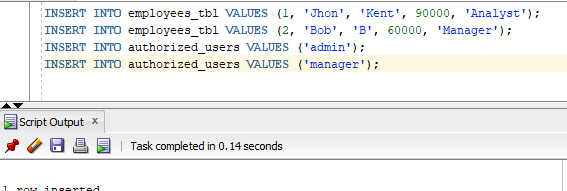 INSERT INTO employees_tbl VALUES (1, 'Jhon', 'Kent', 90000, 'Analyst');
INSERT INTO employees_tbl VALUES (2, 'Bob', 'B', 60000, 'Manager');
INSERT INTO authorized_users VALUES ('admin');
INSERT INTO authorized_users VALUES ('manager');
Script Output x
Task completed in 0.14 seconds
1 row inserted